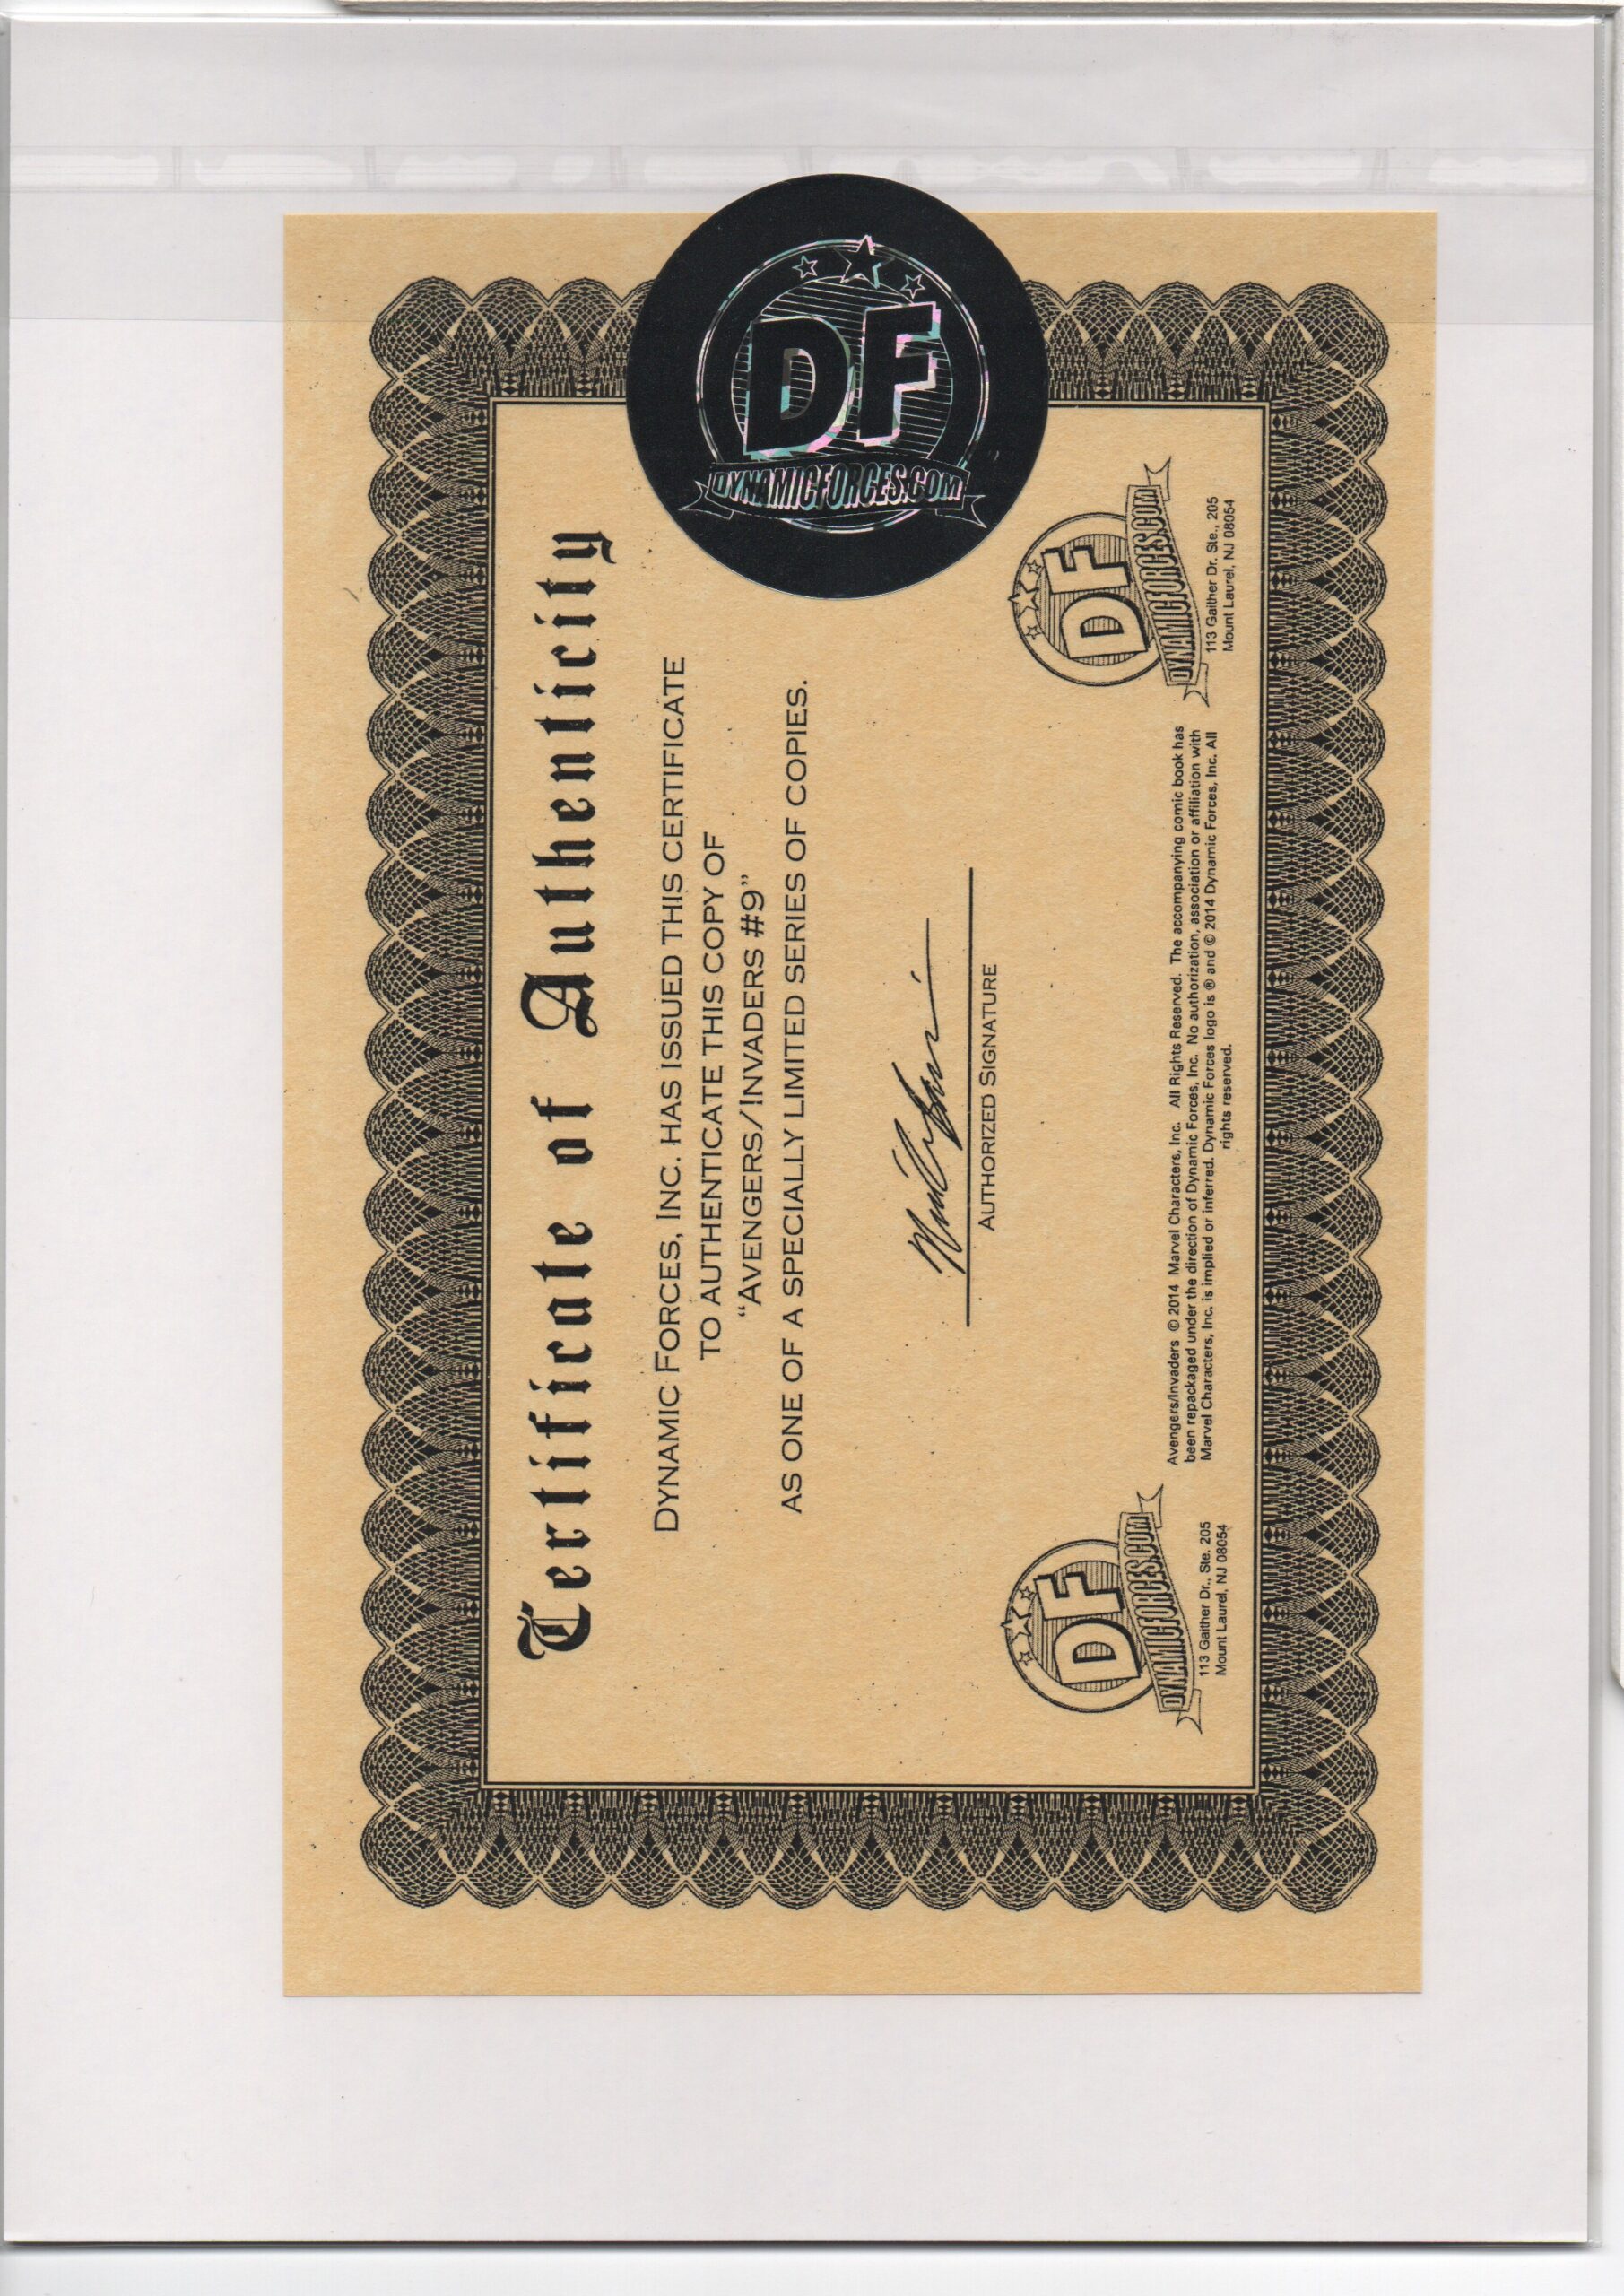 Certificate of Authenticity
DYNAMIC FORCES, INC. HAS ISSUED THIS CERTIFICATE
TO AUTHENTICATE THIS COPY OF
“AVENGERS/INVADERS #9”
AS ONE OF A SPECIALLY LIMITED SERIES OF COPIES.
AUTHORIZED SIGNATURE
DF
DYNAMICFORCES.COM
113 Gaither Dr., Ste. 205
Mount Laurel, NJ 08054
Avengers/Invaders © 2014 Marvel Characters, Inc. All Rights Reserved. The accompanying comic book has
been repackaged under the direction of Dynamic Forces, Inc. No authorization, association or affiliation with
Marvel Characters, Inc. is implied or inferred. Dynamic Forces logo is ® and © 2014 Dynamic Forces, Inc. All
rights reserved.
DF
DYNAMICFORCES.COM
113 Gaither Dr. Ste., 205
Mount Laurel, NJ 08054
DF
DYNAMICFORCES.COM